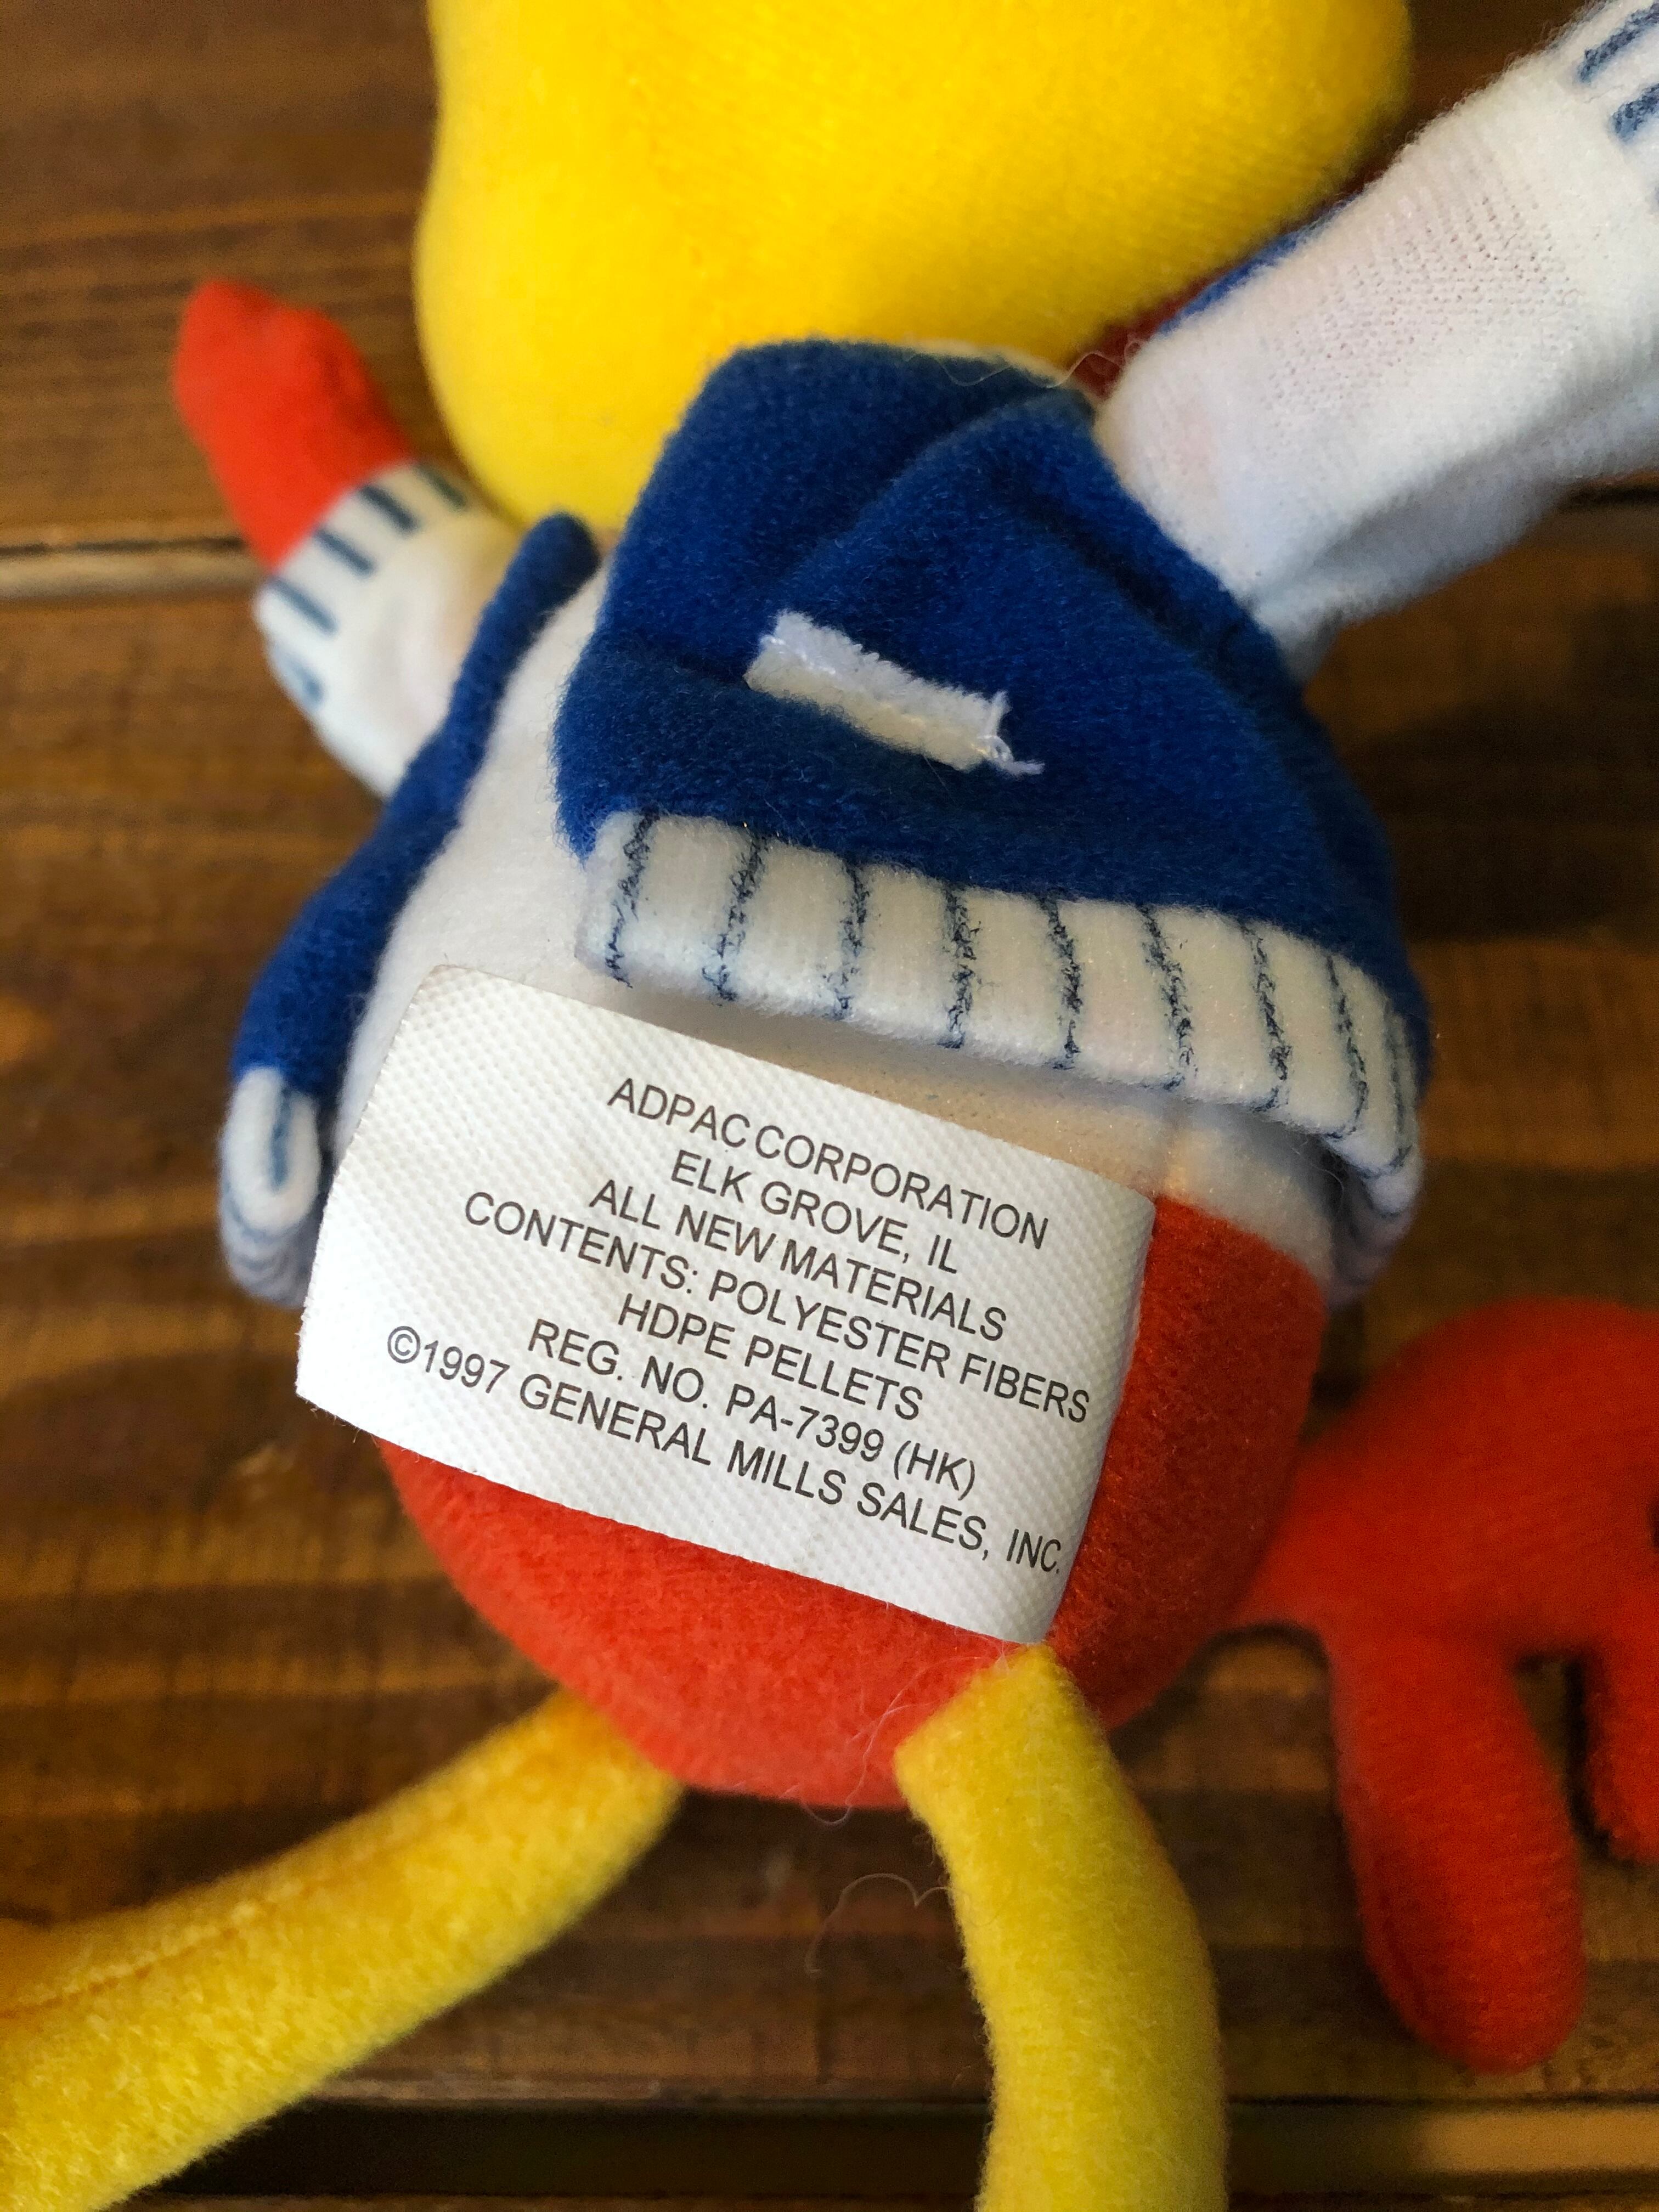 ADPAC CORPORATION
ELK GROVE, IL
ALL NEW MATERIALS
CONTENTS: POLYESTER FIBERS
HDPE PELLETS
REG. NO. PA-7399 (HK)
©1997 GENERAL MILLS SALES, INC.